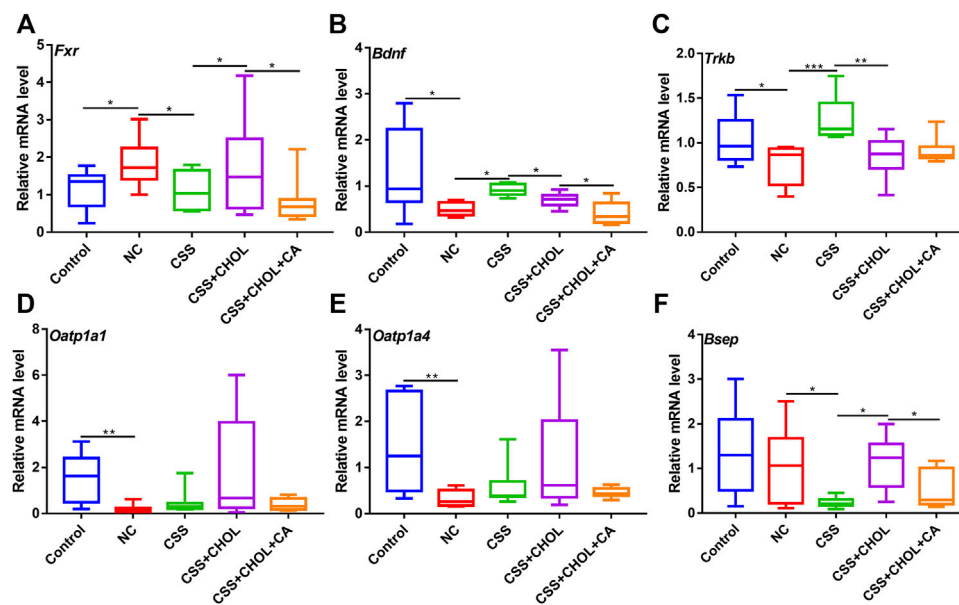 A
Fxr
Relative mRNA level
5
4
3
2
1
0
*
*
*
*
Control
NC
CSS
CSS+CHOL
CSS+CHOL+CA
B
Bdnf
Relative mRNA level
4
3
2
1
0
*
*
*
*
Control
NC
CSS
CSS+CHOL
CSS+CHOL+CA
C
Trkb
Relative mRNA level
2.0
1.5
1.0
0.5
0.0
*
***
**
Control
NC
CSS
CSS+CHOL
CSS+CHOL+CA
D
Oatp1a1
Relative mRNA level
8
6
4
2
0
**
Control
NC
CSS
CSS+CHOL
CSS+CHOL+CA
E
Oatp1a4
Relative mRNA level
4
3
2
1
0
**
Control
NC
CSS
CSS+CHOL
CSS+CHOL+CA
F
Bsep
Relative mRNA level
4
3
2
1
0
*
*
*
Control
NC
CSS
CSS+CHOL
CSS+CHOL+CA